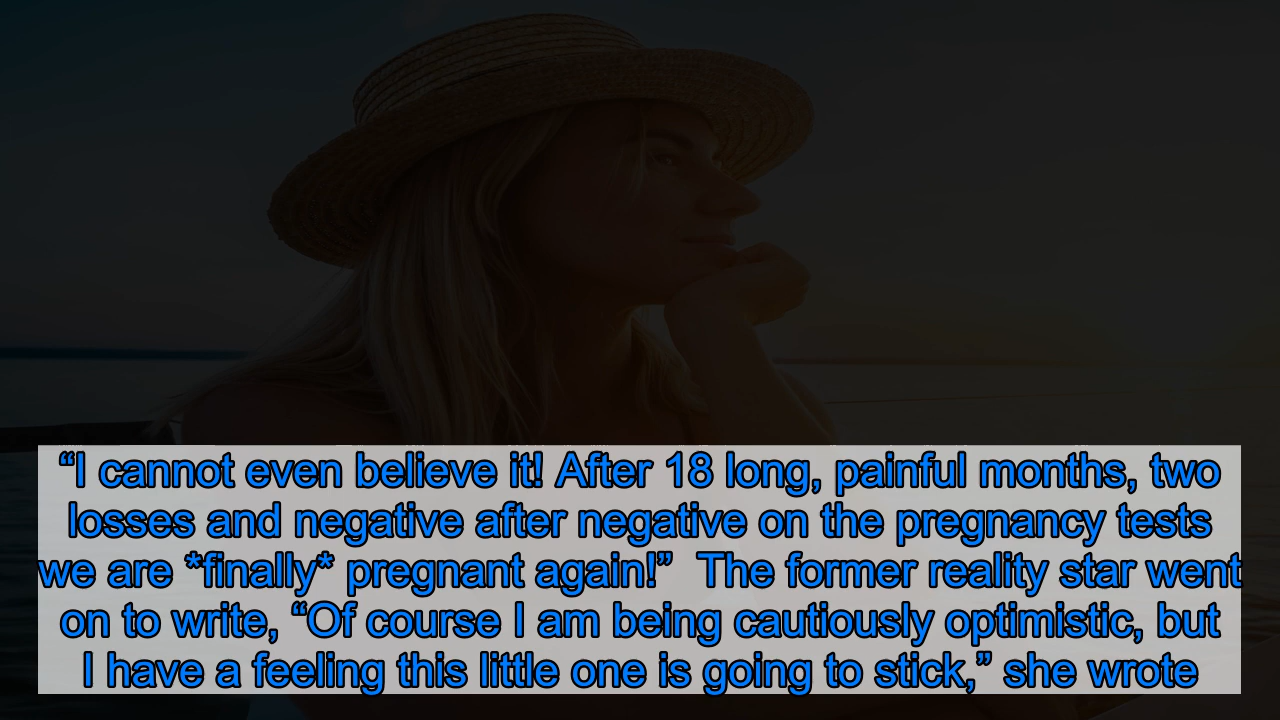 “I cannot even believe it! After 18 long, painful months, two
losses and negative after negative on the pregnancy tests
we are *finally* pregnant again!”  The former reality star went
on to write, “Of course I am being cautiously optimistic, but
I have a feeling this little one is going to stick,” she wrote